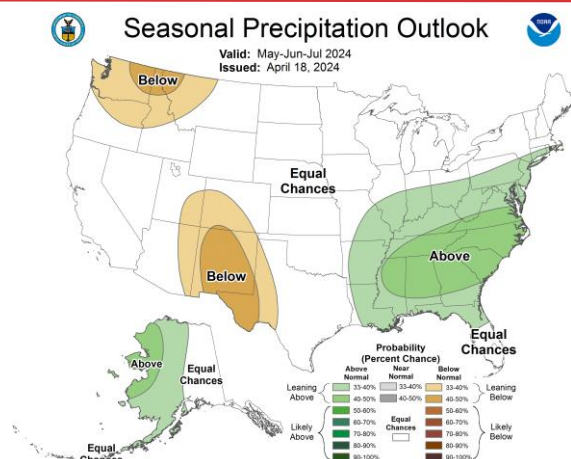 Seasonal Precipitation Outlook
Valid: May-Jun-Jul 2024
Issued: April 18, 2024
NOAA
Below
Equal
Chances
Below
Above
Equal
Chances
Above
Equal
Chances
Equal
Probability
(Percent Chance)
Above
Normal
Near
Normal
Below
Normal
Leaning
Above
33-40%
40-50%
33-40%
40-50%
33-40%
40-50%
Leaning
Below
Likely
Above
50-60%
60-70%
70-80%
80-90%
90-100%
Equal
Chances
50-60%
60-70%
70-80%
80-90%
90-100%
Likely
Below